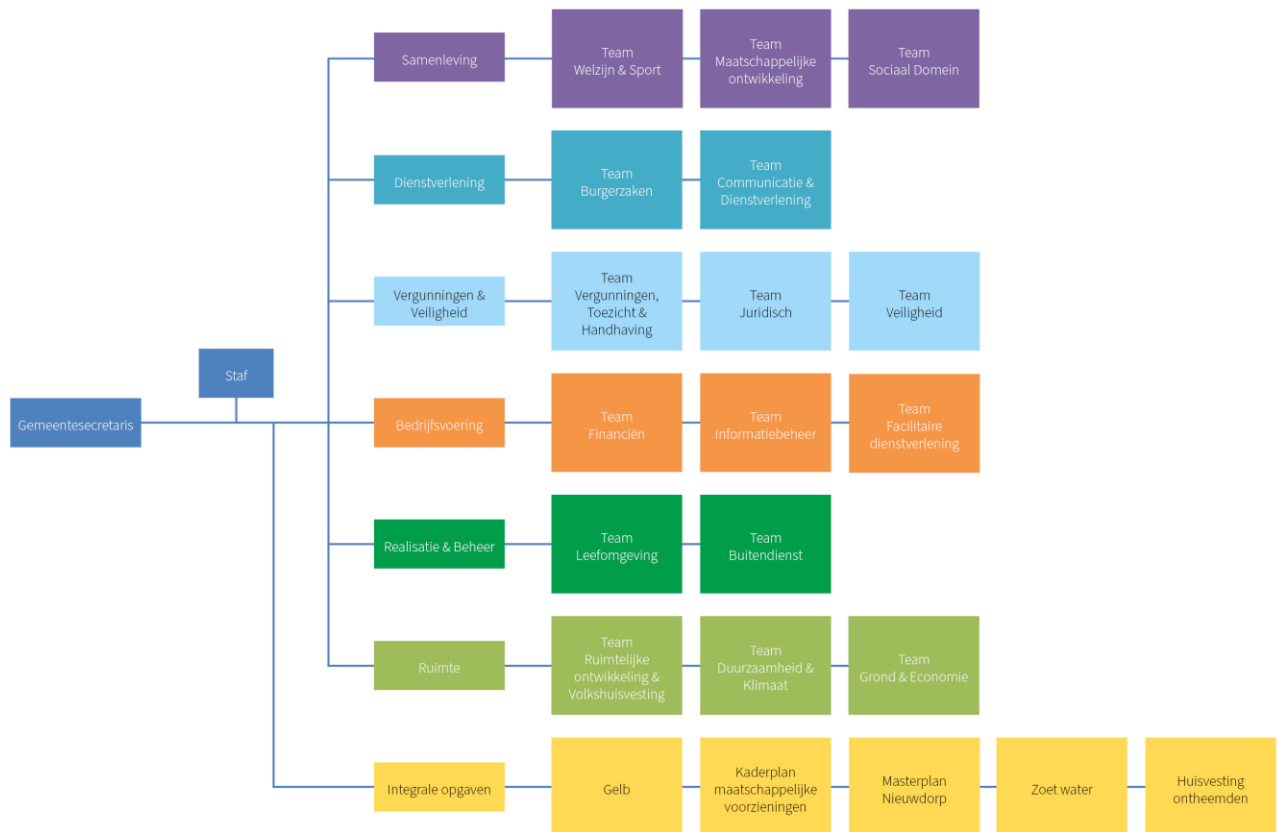 Samenleving
Team
Welzijn & Sport
Team
Maatschappelijke
ontwikkeling
Team
Sociaal Domein
Dienstverlening
Team
Burgerzaken
Team
Communicatie &
Dienstverlening
Vergunningen &
Veiligheid
Team
Vergunningen,
Toezicht &
Handhaving
Team
Juridisch
Team
Veiligheid
Staf
Gemeentesecretaris
Bedrijfsvoering
Team
Financiën
Team
Informatiebeheer
Team
Facilitaire
dienstverlening
Realisatie & Beheer
Team
Leefomgeving
Team
Buitendienst
Ruimte
Team
Ruimtelijke
ontwikkeling &
Volkshuisvesting
Team
Duurzaamheid &
Klimaat
Team
Grond & Economie
Integrale opgaven
Gelb
Kaderplan
maatschappelijke
voorzieningen
Masterplan
Nieuwdorp
Zoet water
Huisvesting
ontheemden